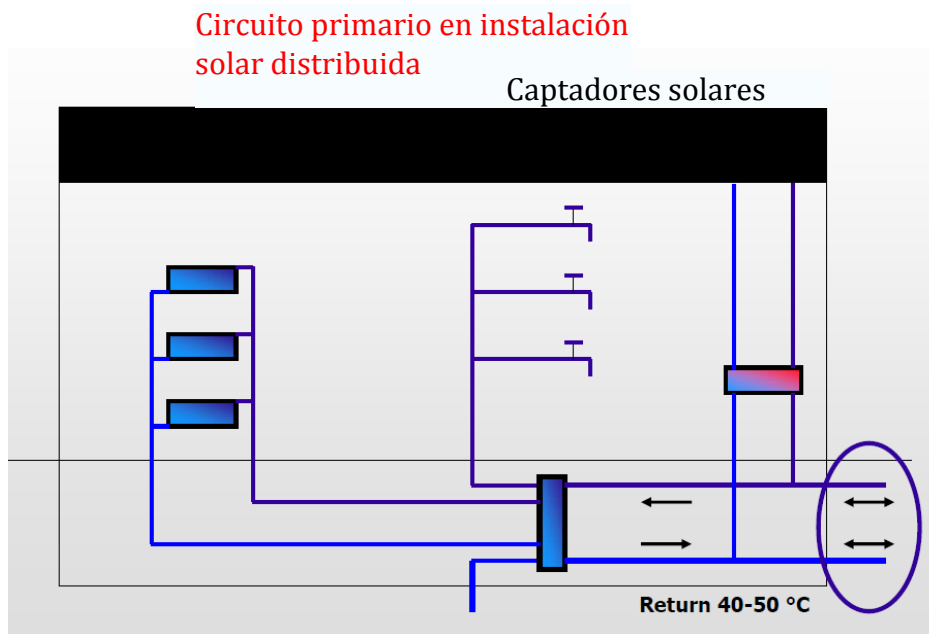 Circuito primario en instalación
solar distribuida
Captadores solares
Return 40-50 °C